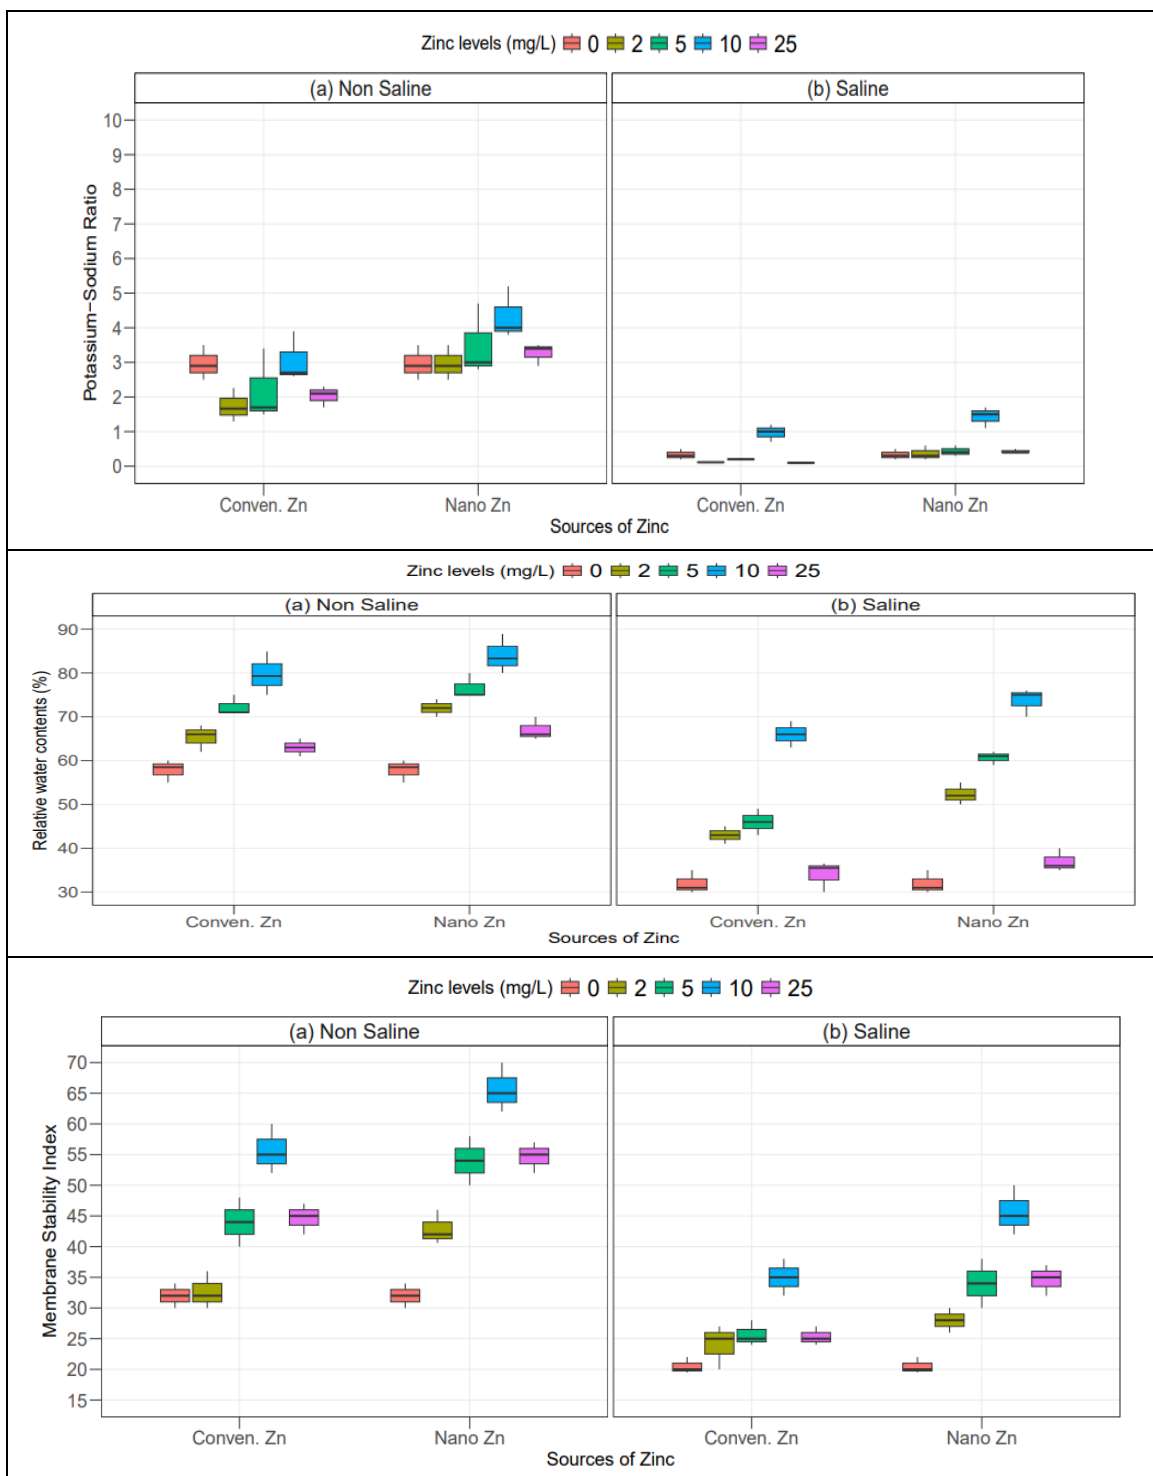 Zinc levels (mg/L) 0 2 5 10 25
(a) Non Saline (b) Saline
Potassium−Sodium Ratio
10
9
8
7
6
5
4
3
2
1
0
Conven. Zn Nano Zn Conven. Zn Nano Zn
Sources of Zinc
Zinc levels (mg/L) 0 2 5 10 25
(a) Non Saline (b) Saline
Relative water contents (%)
90
80
70
60
50
40
30
Conven. Zn Nano Zn Conven. Zn Nano Zn
Sources of Zinc
Zinc levels (mg/L) 0 2 5 10 25
(a) Non Saline (b) Saline
Membrane Stability Index
70
65
60
55
50
45
40
35
30
25
20
15
Conven. Zn Nano Zn Conven. Zn Nano Zn
Sources of Zinc